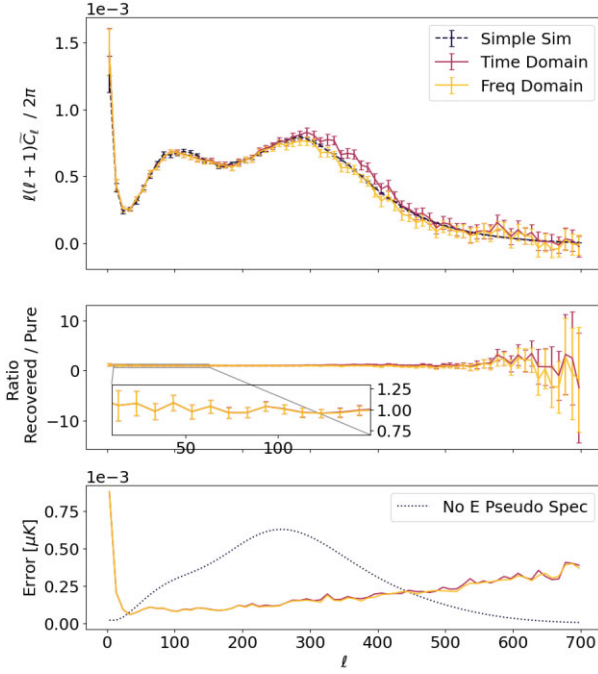 1e−3
1.5
1.0
0.5
0.0
ℓ(ℓ+1)C̃ℓ / 2π
Simple Sim
Time Domain
Freq Domain
10
0
−10
Ratio
Recovered / Pure
1.25
1.00
0.75
50 100
1e−3
0.75
0.50
0.25
0.00
Error [μK]
No E Pseudo Spec
0 100 200 300 400 500 600 700
ℓ